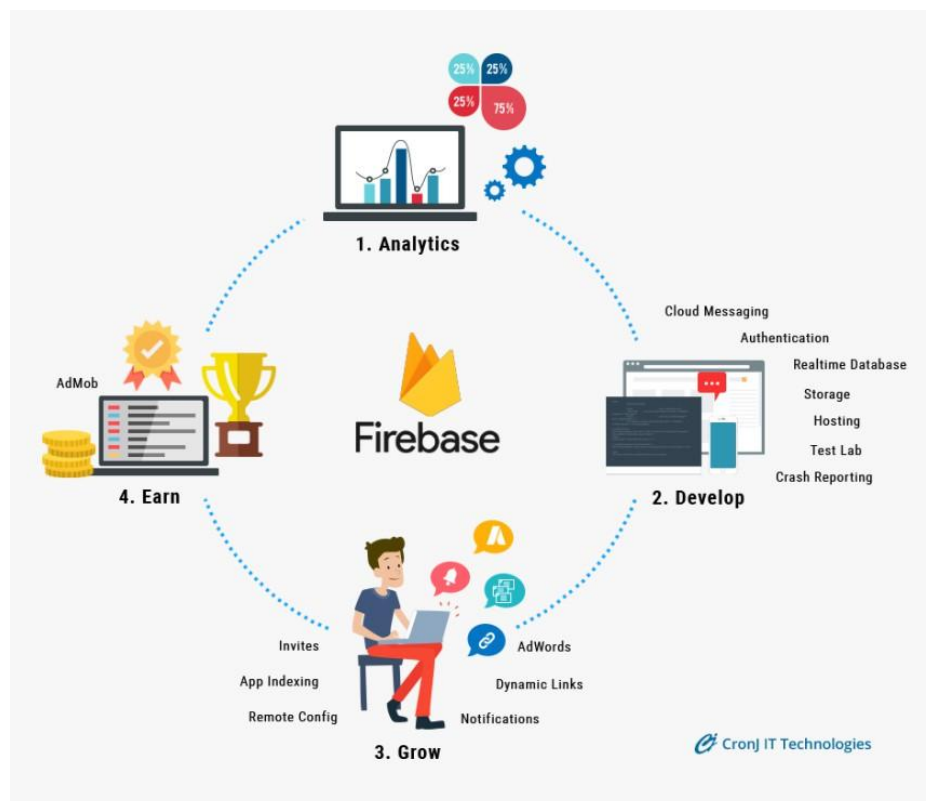 25%
25%
25%
75%
1. Analytics
Cloud Messaging
Authentication
Realtime Database
Storage
Hosting
Test Lab
Crash Reporting
2. Develop
AdMob
4. Earn
Firebase
Invites
App Indexing
Remote Config
AdWords
Dynamic Links
Notifications
3. Grow
CronJ IT Technologies